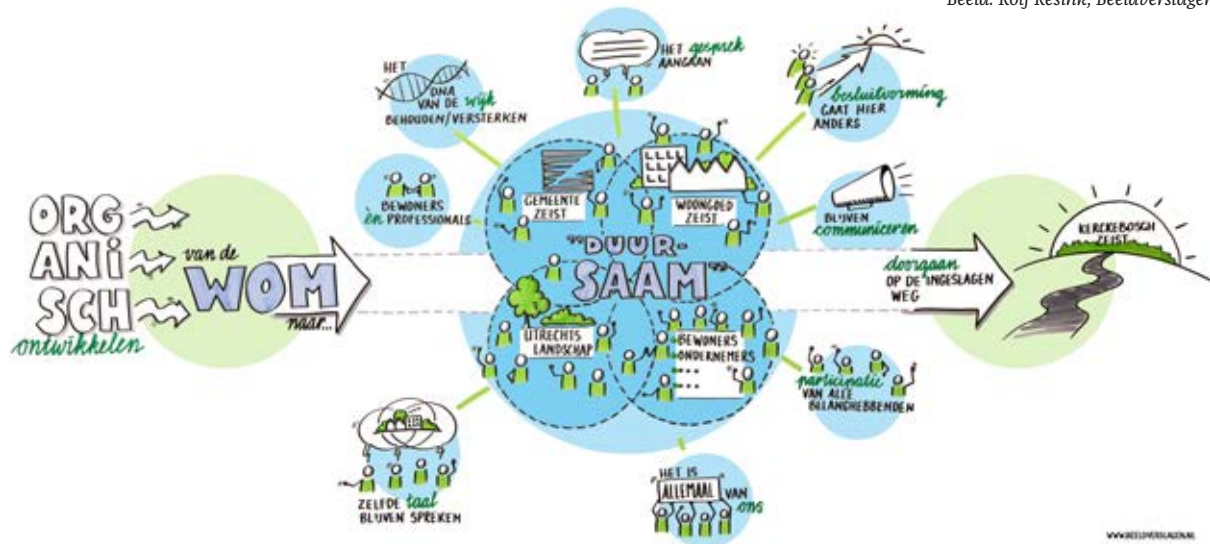 Beeld: Rolf Resink, Beeldverslagen
HET
DNA
VAN DE wijk
BEHOUDEN/VERSTERKEN
HET gesprek
AANGAAN
besluitvorming
GAAT HIER
ANDERS
BEWONERS
èn PROFESSIONALS
GEMEENTE
ZEIST
WOONGOED
ZEIST
BLIJVEN
communiceren
ORG
ANI
SCH
ontwikkelen
van de
WOM
naar...
"DUUR-
SAAM"
doorgaan
OP DE INGESLAGEN
WEG
KERCKEBOSCH
ZEIST
UTRECHTS
LANDSCHAP
BEWONERS
ONDERNEMERS
participatie
VAN ALLE
BELANGHEBBENDEN
ZELFDE taal
BLIJVEN SPREKEN
HET IS
ALLEMAAL VAN
ons
WWW.BEELDVERSLAGEN.NL